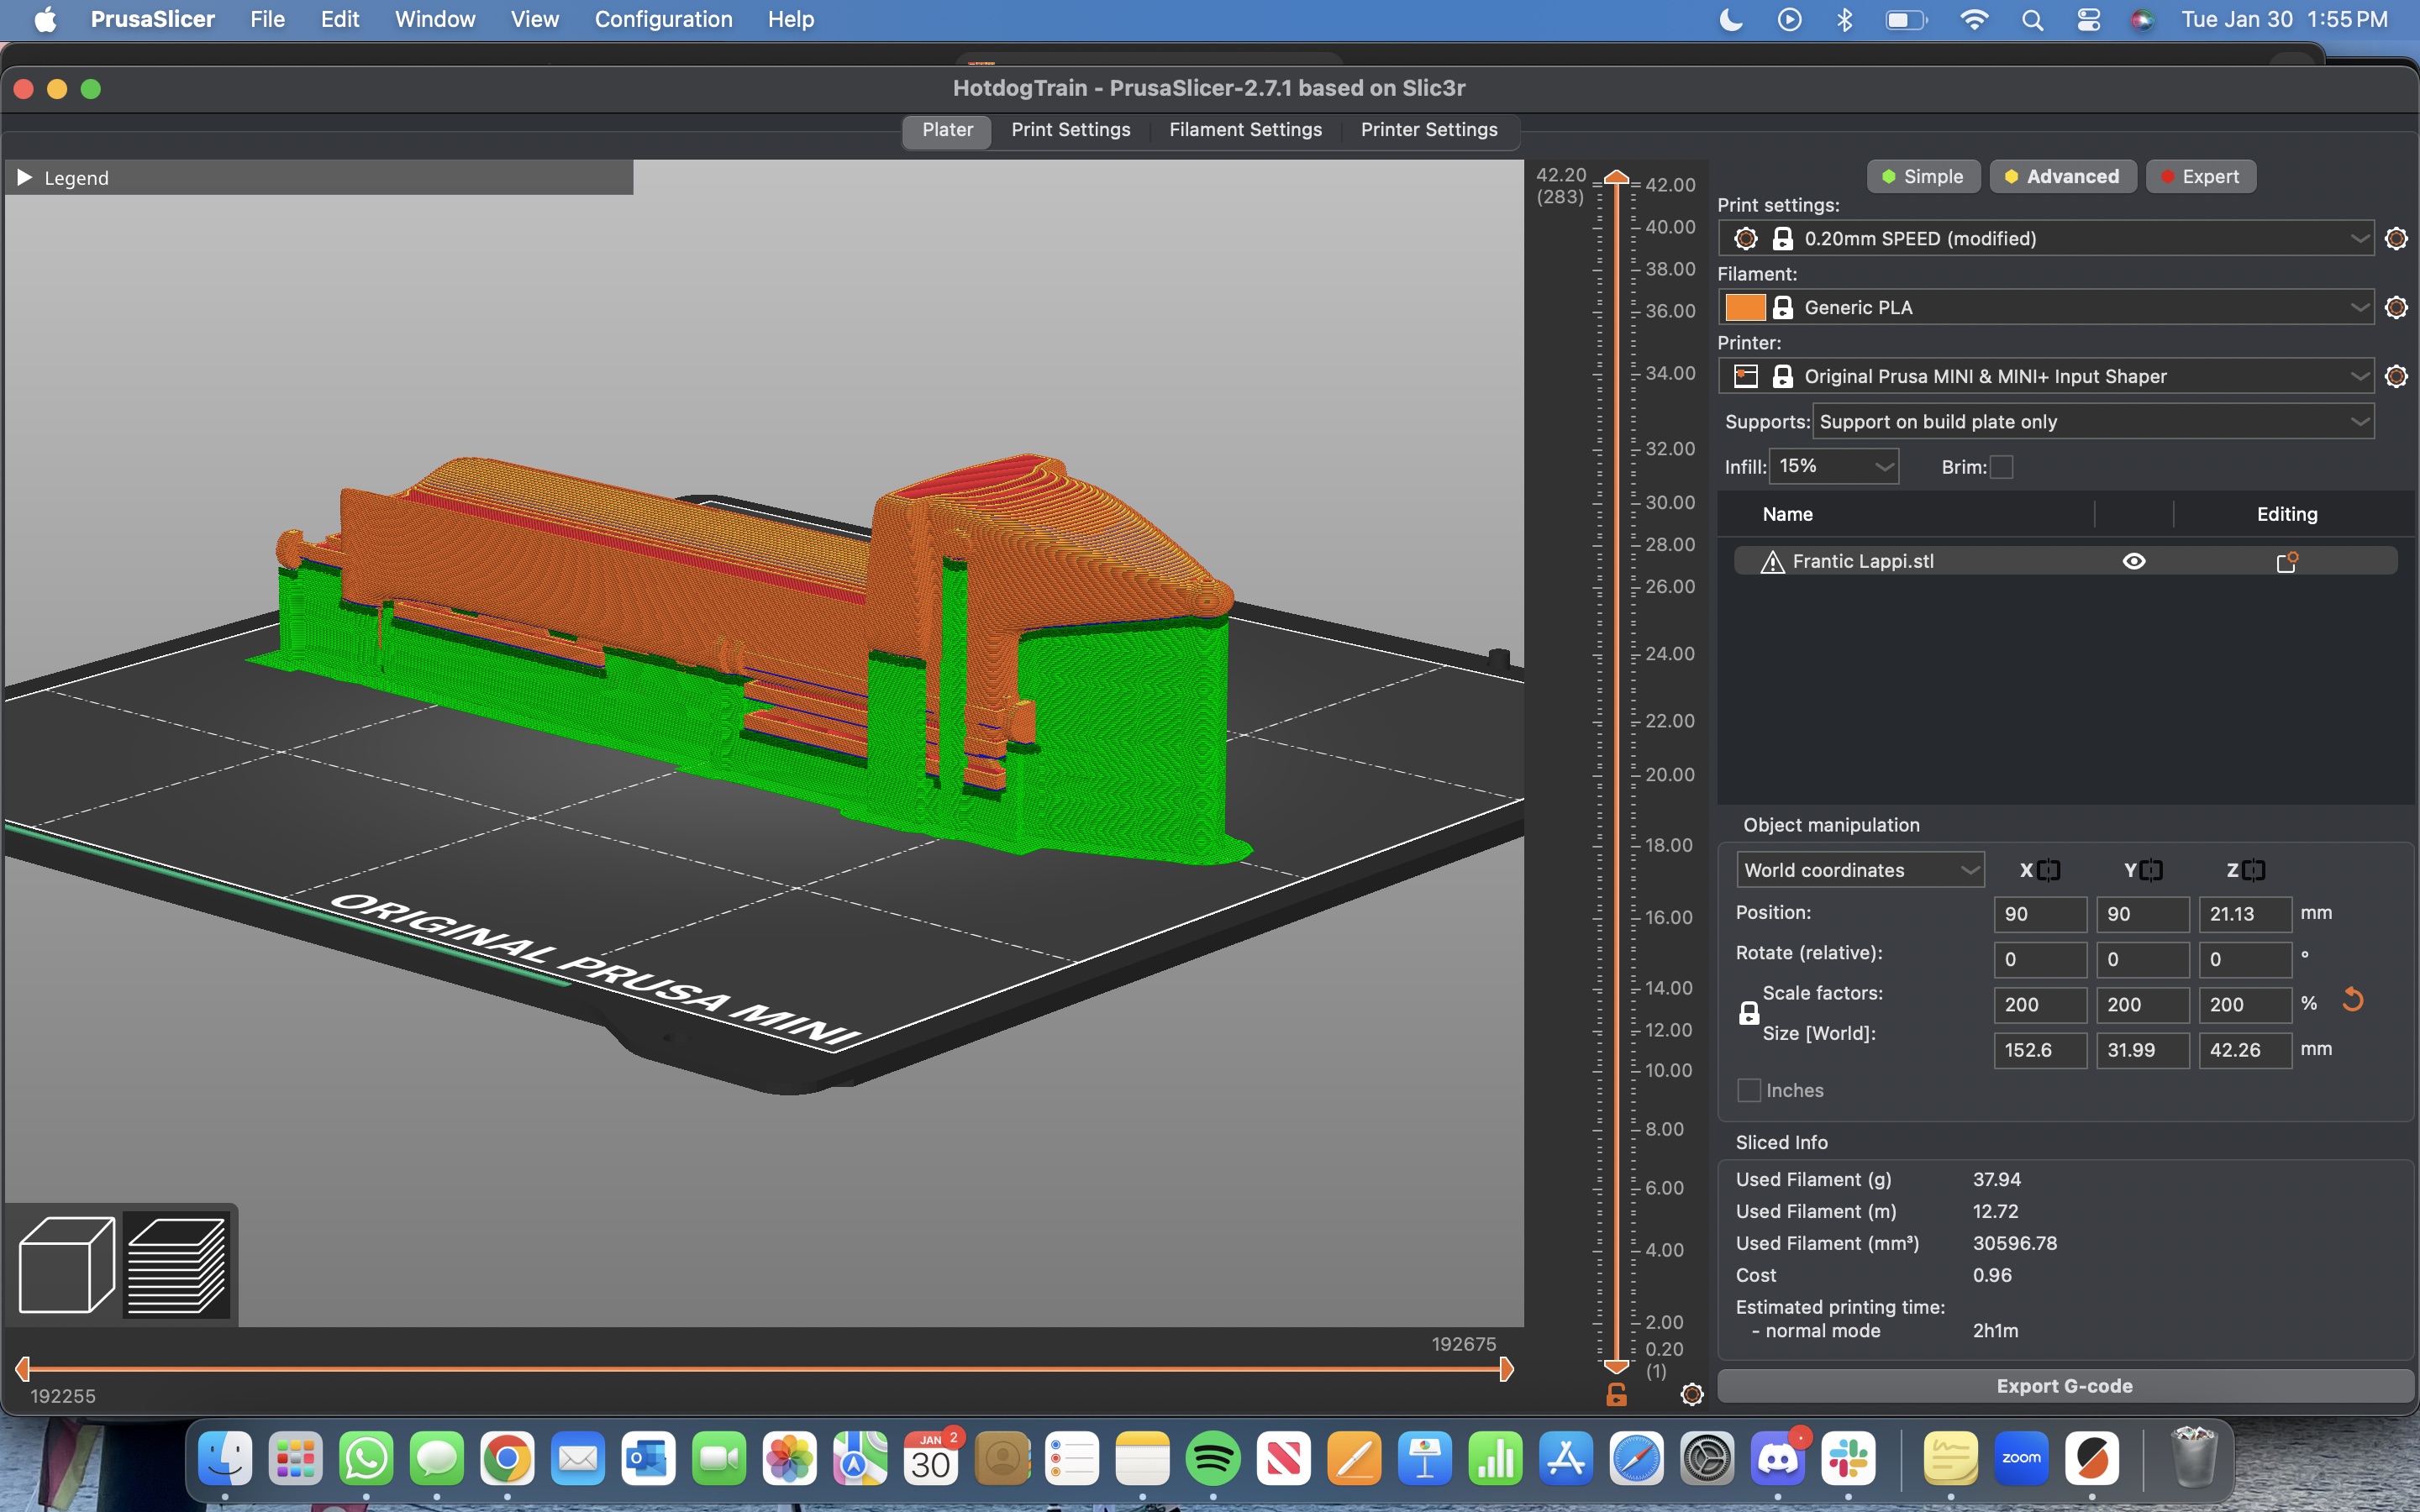 PrusaSlicer File Edit Window View Configuration Help Tue Jan 30 1:55 PM
HotdogTrain - PrusaSlicer-2.7.1 based on Slic3r
Plater Print Settings Filament Settings Printer Settings
Legend
42.20
(283)
42.00
40.00
38.00
36.00
34.00
32.00
30.00
28.00
26.00
24.00
22.00
20.00
18.00
16.00
14.00
12.00
10.00
8.00
6.00
4.00
2.00
0.20
(1)
ORIGINAL PRUSA MINI
192675
192255
Simple Advanced Expert
Print settings:
0.20mm SPEED (modified)
Filament:
Generic PLA
Printer:
Original Prusa MINI & MINI+ Input Shaper
Supports: Support on build plate only
Infill: 15% Brim:
Name Editing
Frantic Lappi.stl
Object manipulation
World coordinates X Y Z
Position: 90 90 21.13 mm
Rotate (relative): 0 0 0 °
Scale factors: 200 200 200 %
Size [World]: 152.6 31.99 42.26 mm
Inches
Sliced Info
Used Filament (g) 37.94
Used Filament (m) 12.72
Used Filament (mm³) 30596.78
Cost 0.96
Estimated printing time:
- normal mode 2h1m
Export G-code
JAN 2
30
zoom